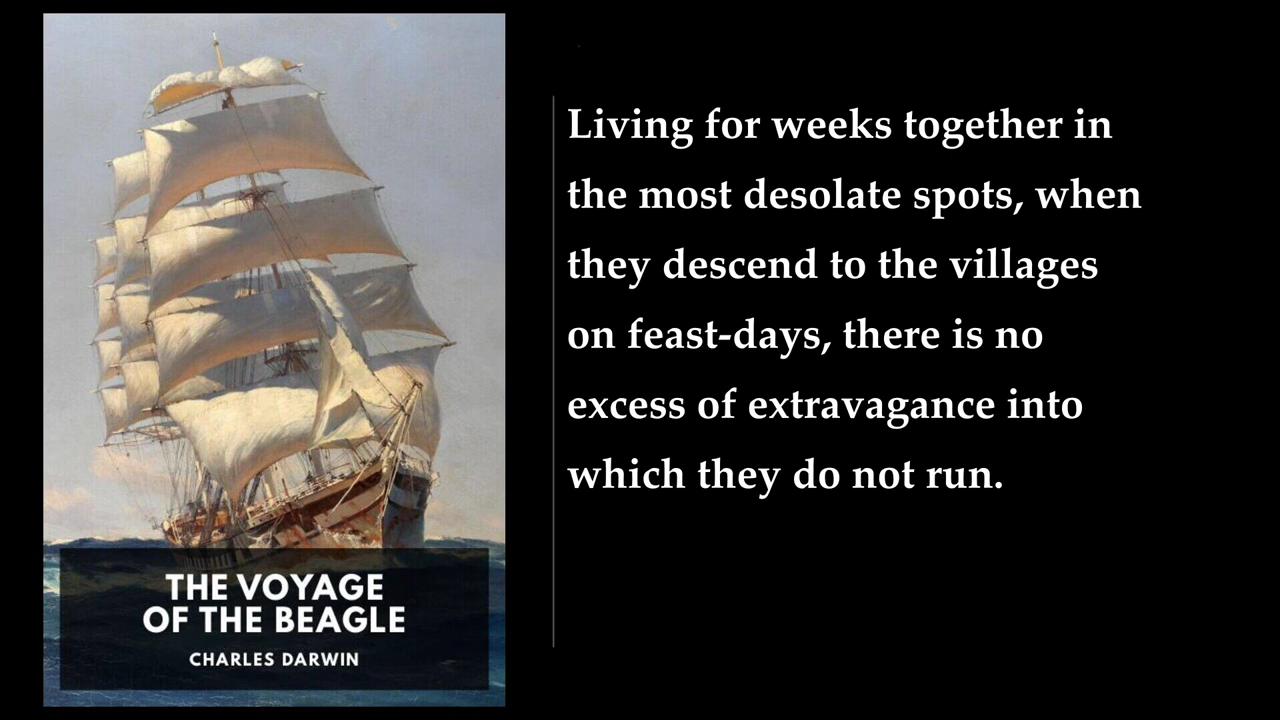 Living for weeks together in
the most desolate spots, when
they descend to the villages
on feast-days, there is no
excess of extravagance into
which they do not run.
THE VOYAGE
OF THE BEAGLE
CHARLES DARWIN